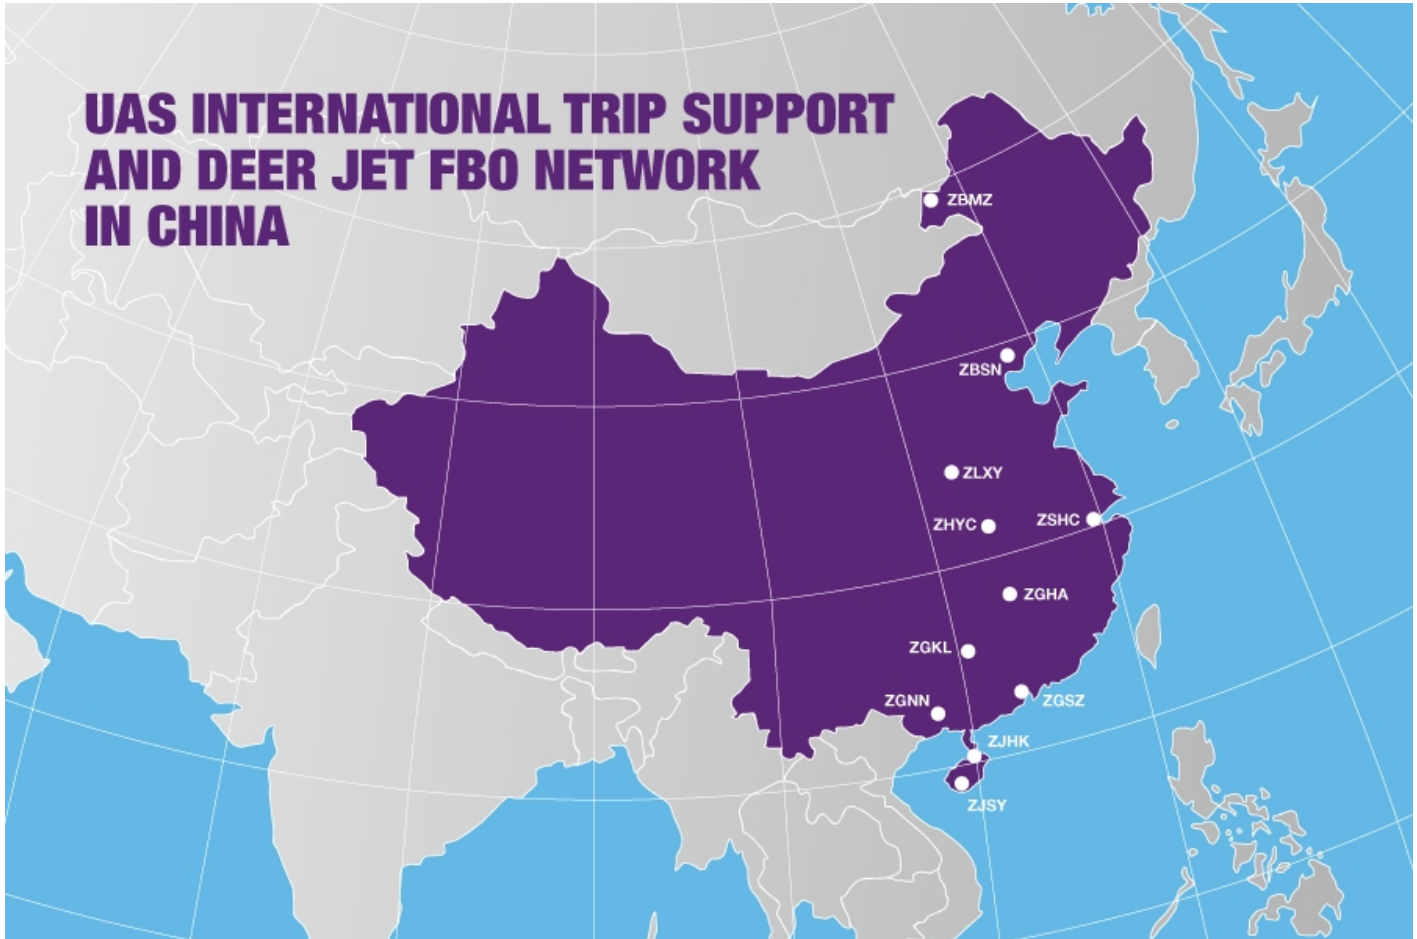 UAS INTERNATIONAL TRIP SUPPORT
AND DEER JET FBO NETWORK
IN CHINA
ZBMZ
ZBSN
ZLXY
ZHYC
ZSHC
ZGHA
ZGKL
ZGNN
ZGSZ
ZJHK
ZJSY